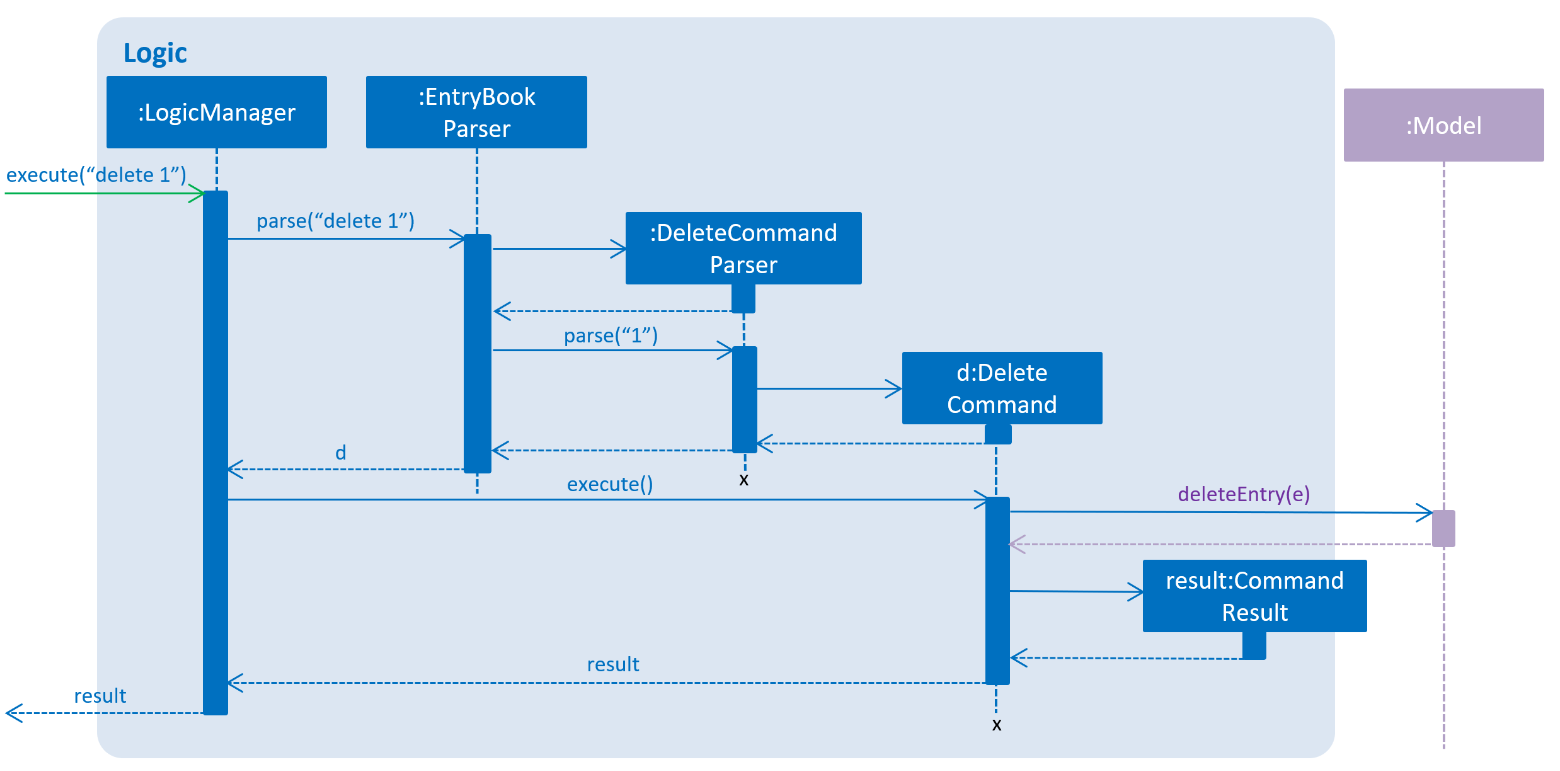 Logic
:LogicManager
:EntryBook
Parser
:Model
execute(“delete 1”)
parse(“delete 1”)
:DeleteCommand
Parser
parse(“1”)
d:Delete
Command
d
x
execute()
deleteEntry(e)
result:Command
Result
result
result
x